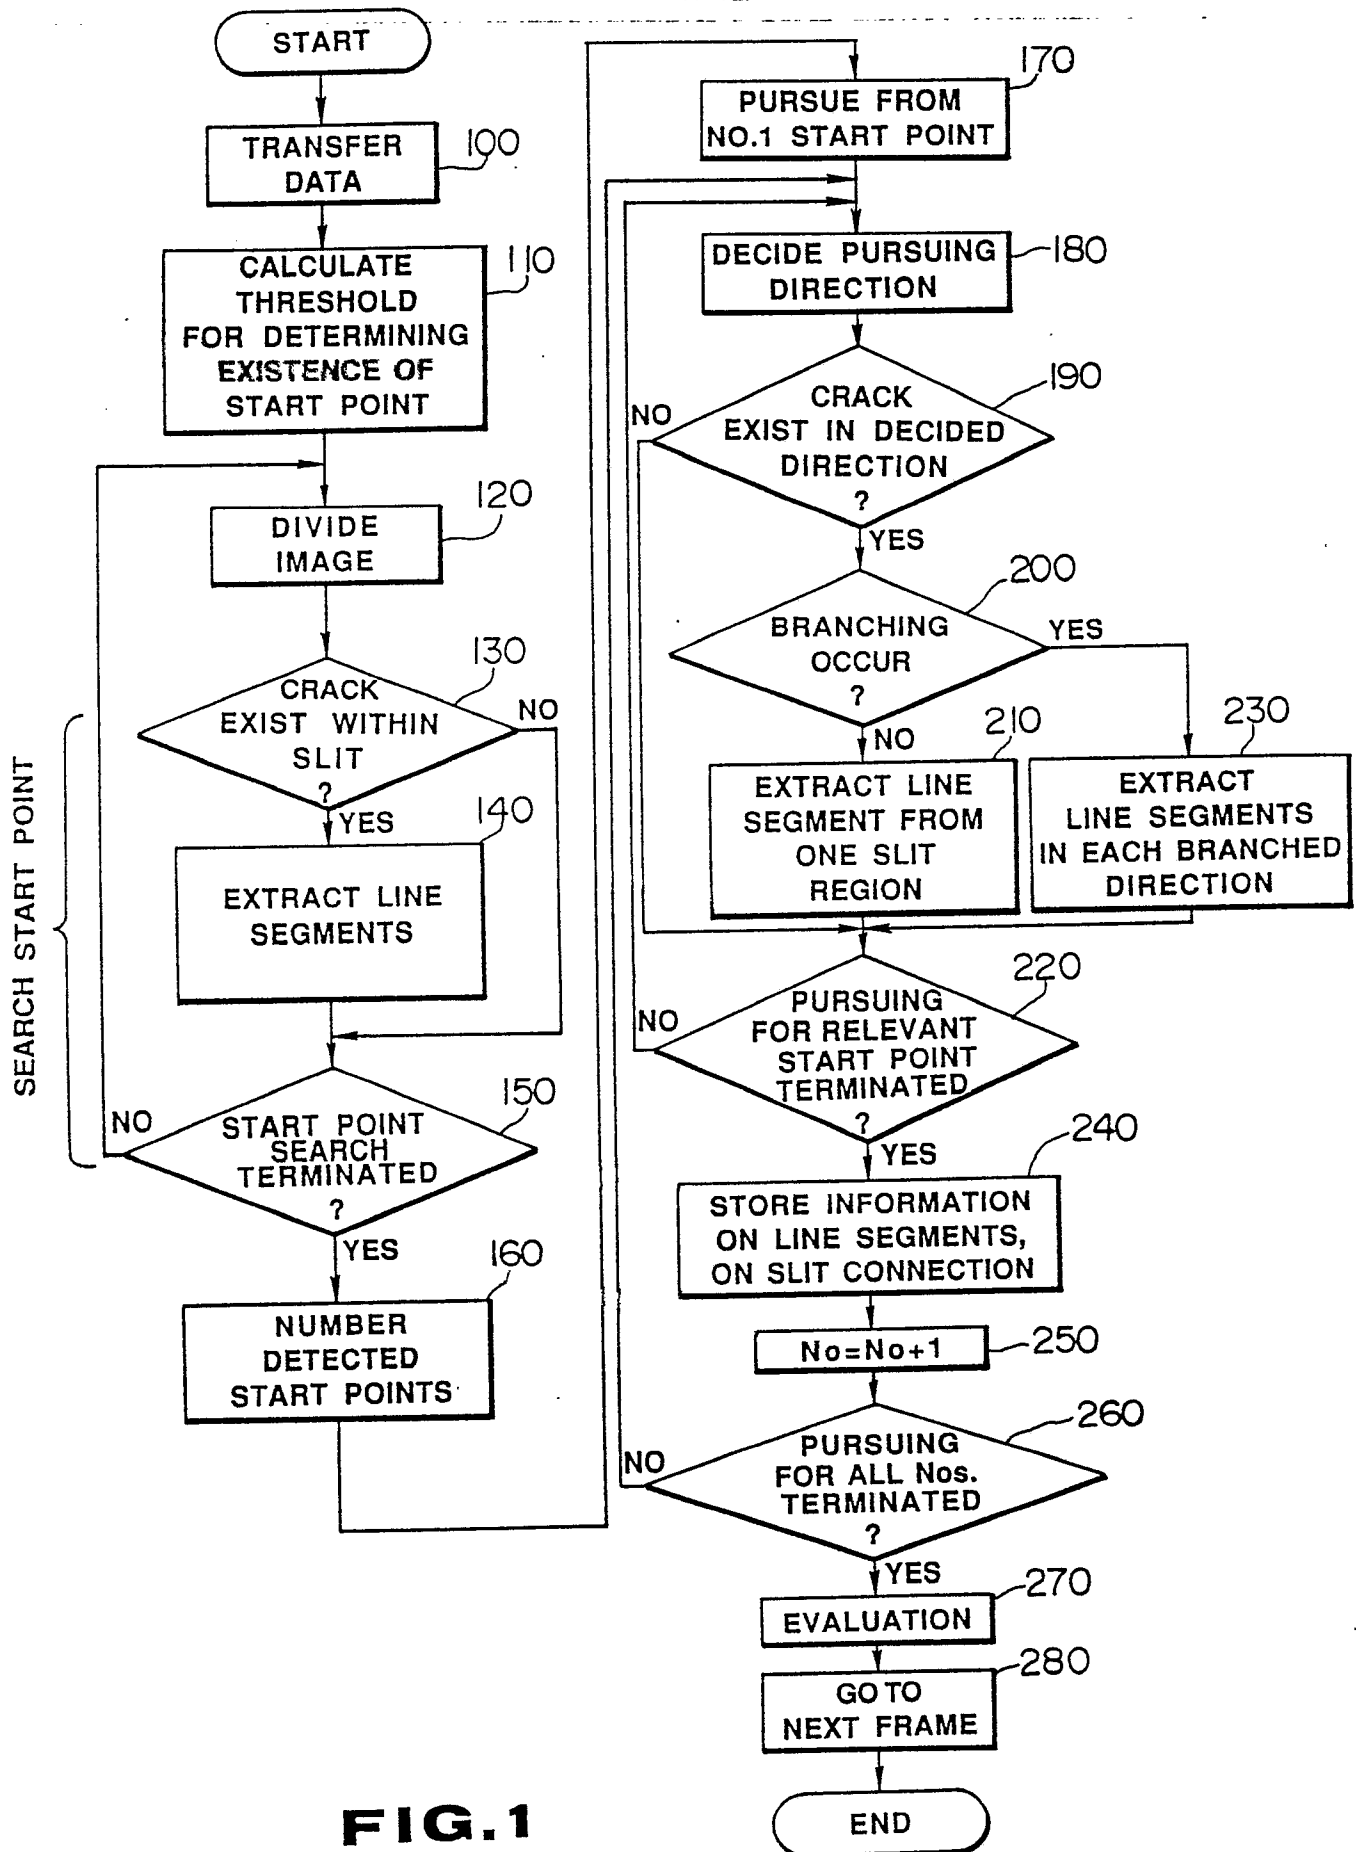 START
TRANSFER
DATA
100
CALCULATE
THRESHOLD
FOR DETERMINING
EXISTENCE OF
START POINT
110
DIVIDE
IMAGE
120
SEARCH START POINT
CRACK
EXIST WITHIN
SLIT
?
130
NO
YES
EXTRACT LINE
SEGMENTS
140
START POINT
SEARCH
TERMINATED
?
150
NO
YES
NUMBER
DETECTED
START POINTS
160
PURSUE FROM
NO.1 START POINT
170
DECIDE PURSUING
DIRECTION
180
CRACK
EXIST IN DECIDED
DIRECTION
?
190
NO
YES
BRANCHING
OCCUR
?
200
YES
NO
EXTRACT LINE
SEGMENT FROM
ONE SLIT
REGION
210
EXTRACT
LINE SEGMENTS
IN EACH BRANCHED
DIRECTION
230
PURSUING
FOR RELEVANT
START POINT
TERMINATED
?
220
NO
YES
STORE INFORMATION
ON LINE SEGMENTS,
ON SLIT CONNECTION
240
No=No+1
250
PURSUING
FOR ALL Nos.
TERMINATED
?
260
NO
YES
EVALUATION
270
GO TO
NEXT FRAME
280
END
FIG.1